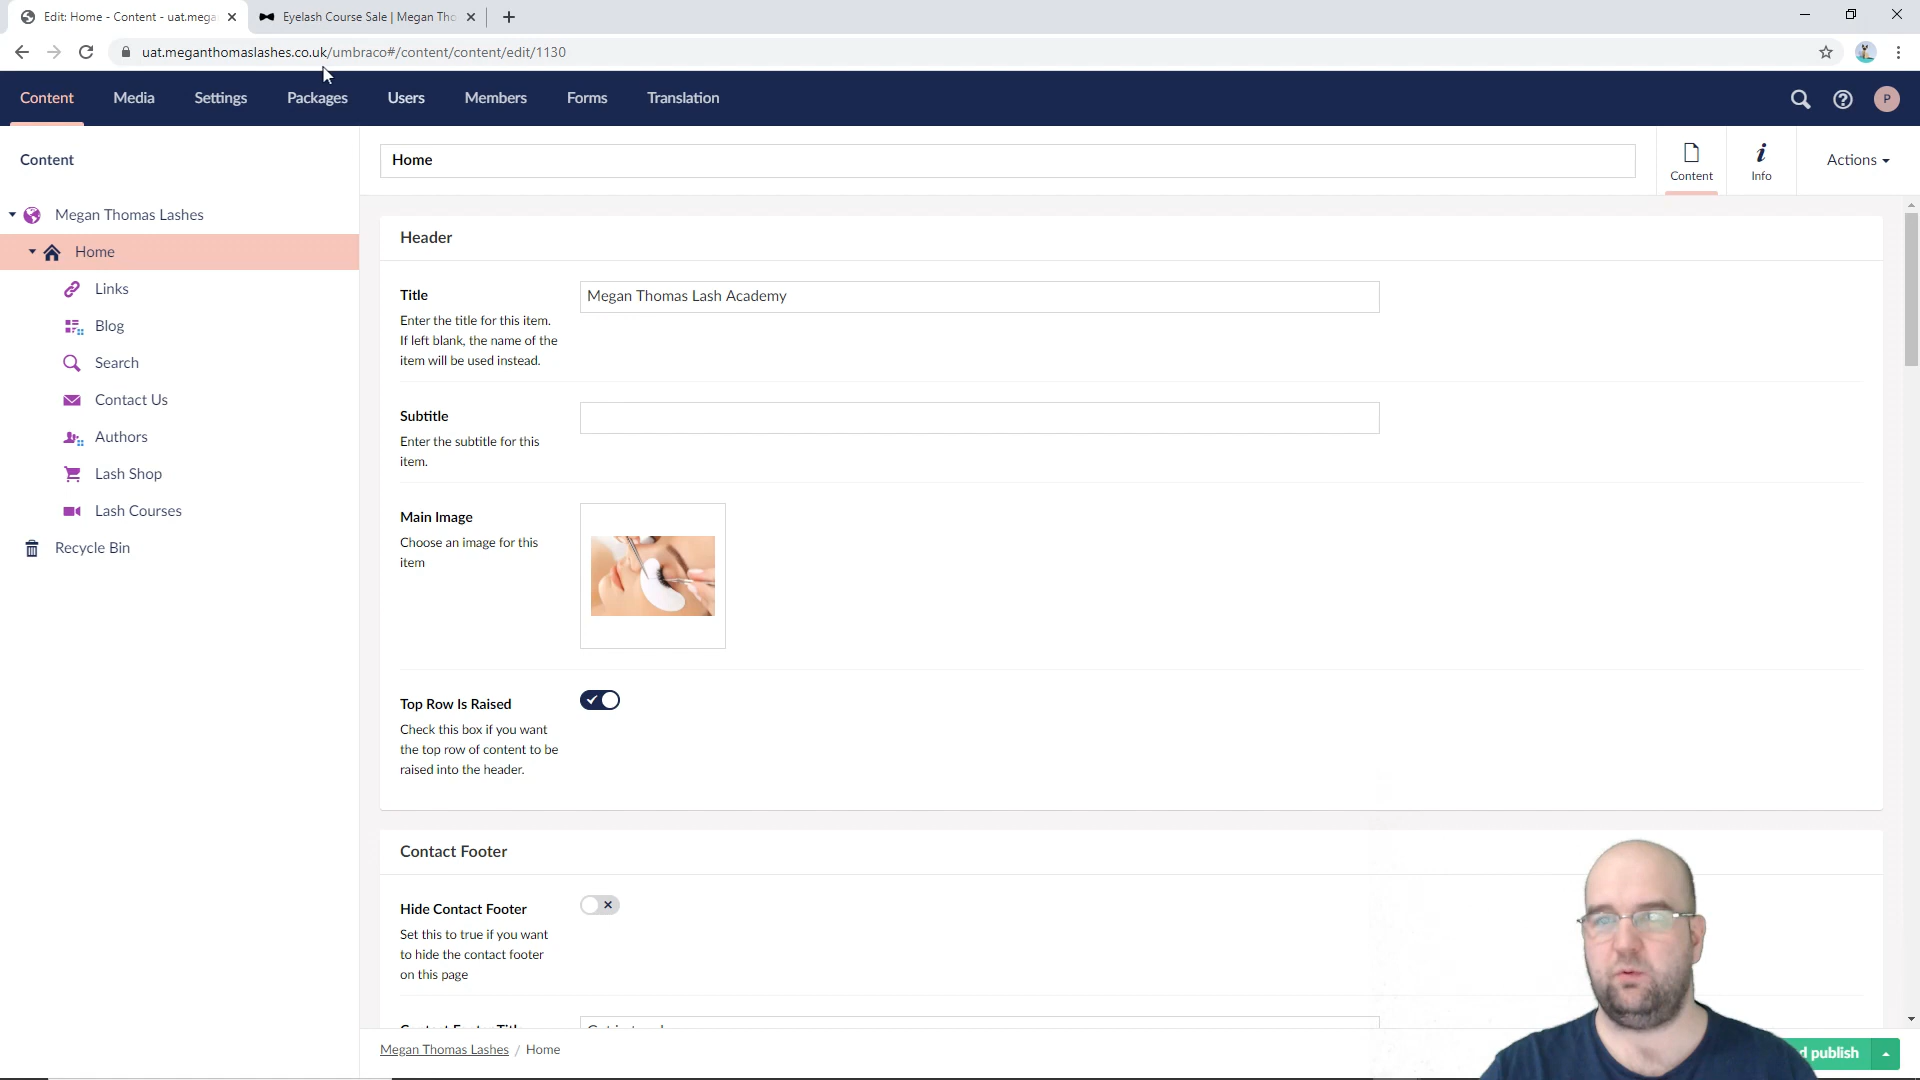 Edit: Home - Content - uat.mega
Eyelash Course Sale | Megan Tho
uat.meganthomaslashes.co.uk/umbraco#/content/content/edit/1130
Content Media Settings Packages Users Members Forms Translation
P
Content
Home
Content
Info
Actions
Megan Thomas Lashes
Home
Links
Blog
Search
Contact Us
Authors
Lash Shop
Lash Courses
Recycle Bin
Header
Title
Enter the title for this item.
If left blank, the name of the
item will be used instead.
Megan Thomas Lash Academy
Subtitle
Enter the subtitle for this
item.
Main Image
Choose an image for this
item
Top Row Is Raised
Check this box if you want
the top row of content to be
raised into the header.
Contact Footer
Hide Contact Footer
Set this to true if you want
to hide the contact footer
on this page
Megan Thomas Lashes / Home
publish